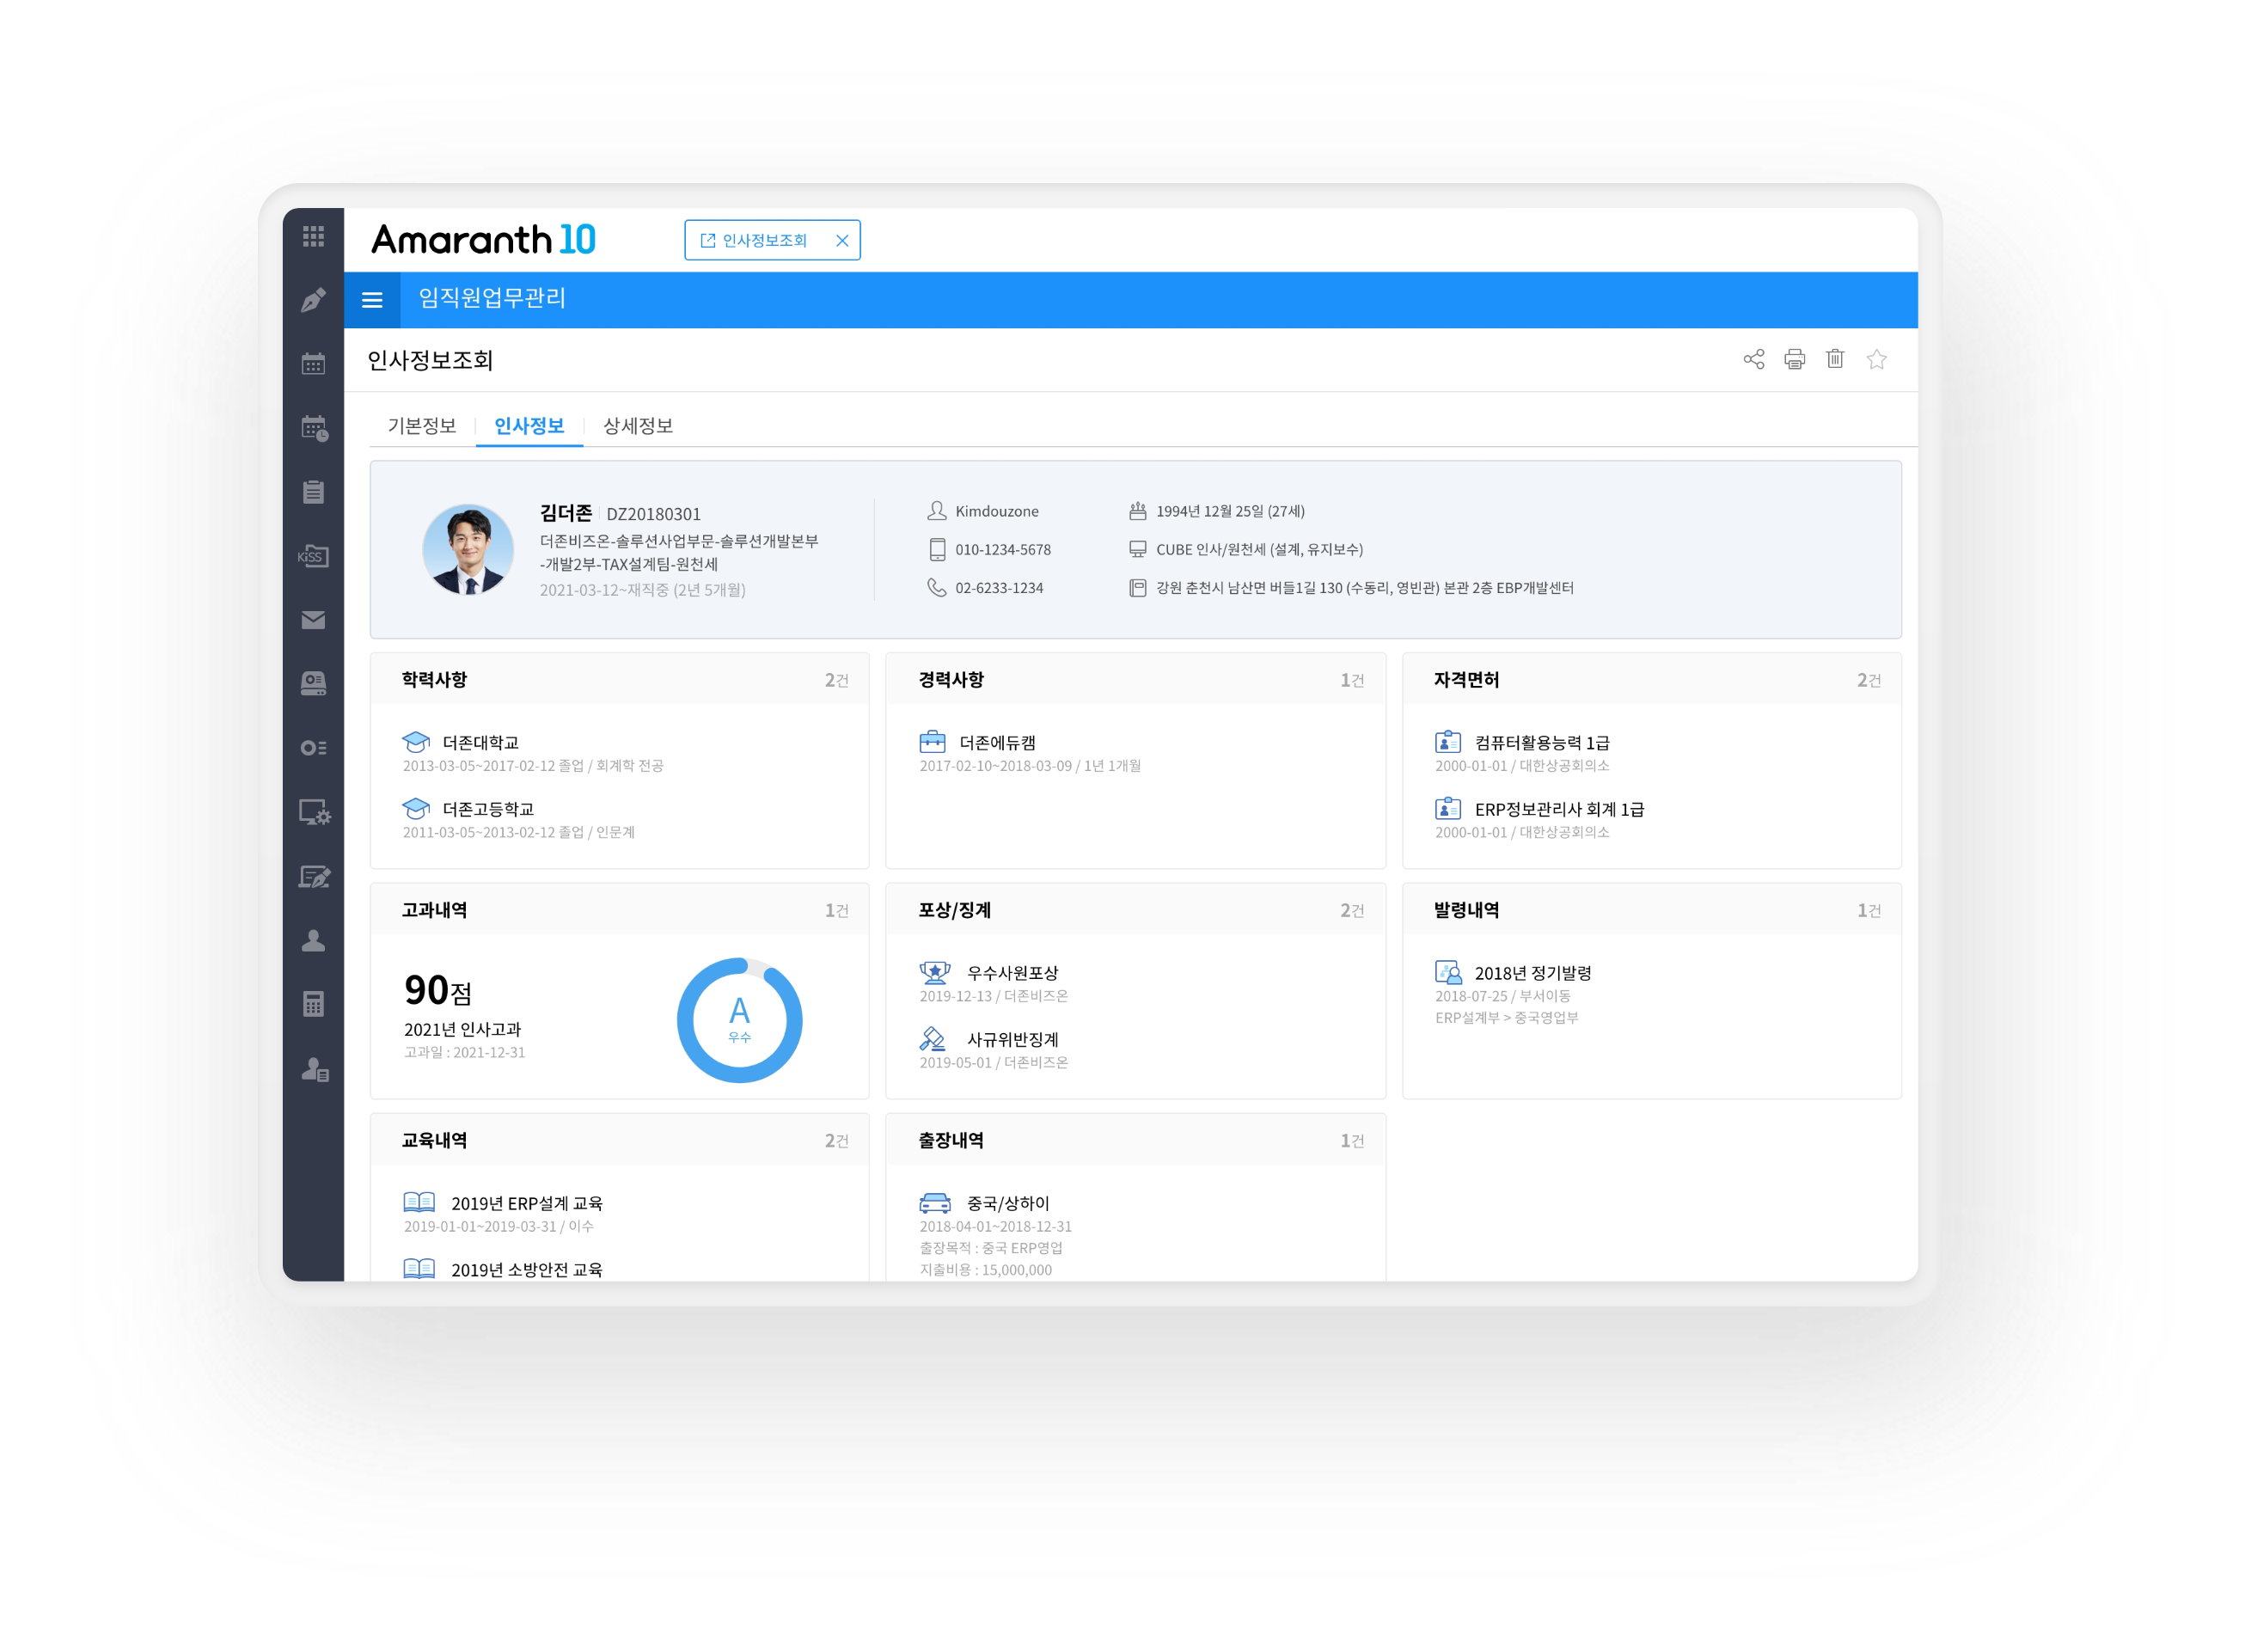 Amaranth 10
인사정보조회
임직원업무관리
인사정보조회
기본정보
인사정보
상세정보
김더존 DZ20180301
더존비즈온-솔루션사업부문-솔루션개발본부
-개발2부-TAX설계팀-원천세
2021-03-12~재직중 (2년 5개월)
Kimdouzone
010-1234-5678
02-6233-1234
1994년 12월 25일 (27세)
CUBE 인사/원천세 (설계, 유지보수)
강원 춘천시 남산면 버들1길 130 (수동리, 영빈관) 본관 2층 EBP개발센터
KiSS
학력사항 2건
더존대학교
2013-03-05~2017-02-12 졸업 / 회계학 전공
더존고등학교
2011-03-05~2013-02-12 졸업 / 인문계
경력사항 1건
더존에듀캠
2017-02-10~2018-03-09 / 1년 1개월
자격면허 2건
컴퓨터활용능력 1급
2000-01-01 / 대한상공회의소
ERP정보관리사 회계 1급
2000-01-01 / 대한상공회의소
고과내역 1건
90점
2021년 인사고과
고과일 : 2021-12-31
A
우수
포상/징계 2건
우수사원포상
2019-12-13 / 더존비즈온
사규위반징계
2019-05-01 / 더존비즈온
발령내역 1건
2018년 정기발령
2018-07-25 / 부서이동
ERP설계부 > 중국영업부
교육내역 2건
2019년 ERP설계 교육
2019-01-01~2019-03-31 / 이수
2019년 소방안전 교육
출장내역 1건
중국/상하이
2018-04-01~2018-12-31
출장목적 : 중국 ERP영업
지출비용 : 15,000,000